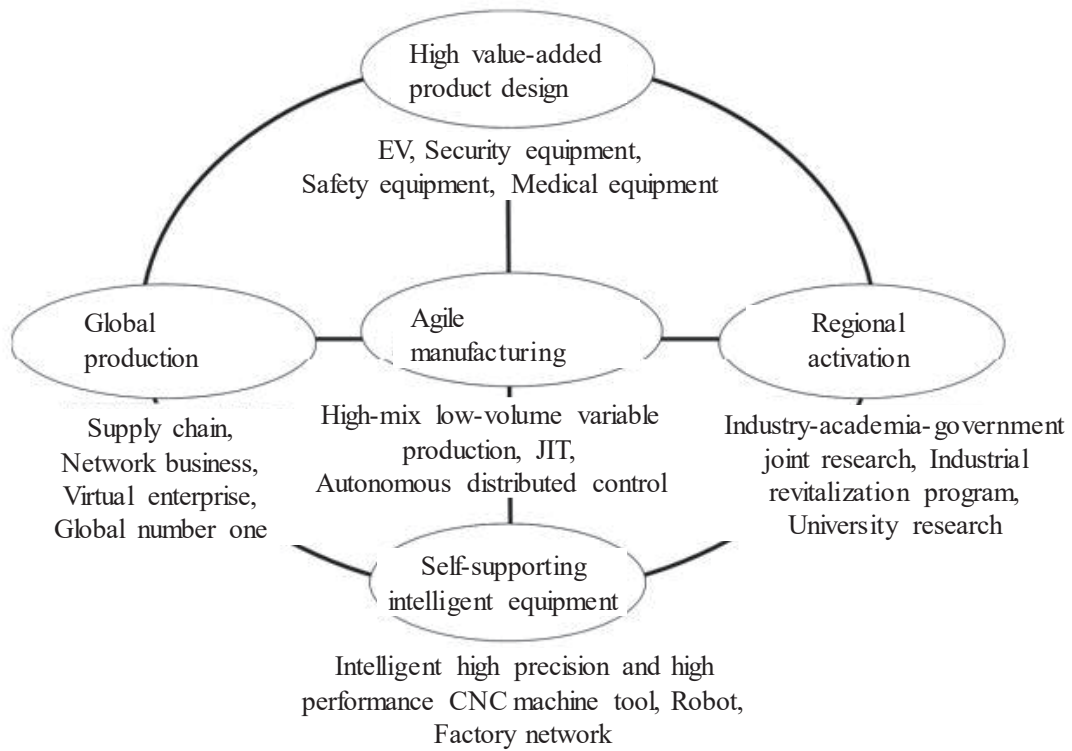 High value-added
product design
EV, Security equipment,
Safety equipment, Medical equipment
Global
production
Supply chain,
Network business,
Virtual enterprise,
Global number one
Agile
manufacturing
High-mix low-volume variable
production, JIT,
Autonomous distributed control
Regional
activation
Industry-academia-government
joint research, Industrial
revitalization program,
University research
Self-supporting
intelligent equipment
Intelligent high precision and high
performance CNC machine tool, Robot,
Factory network